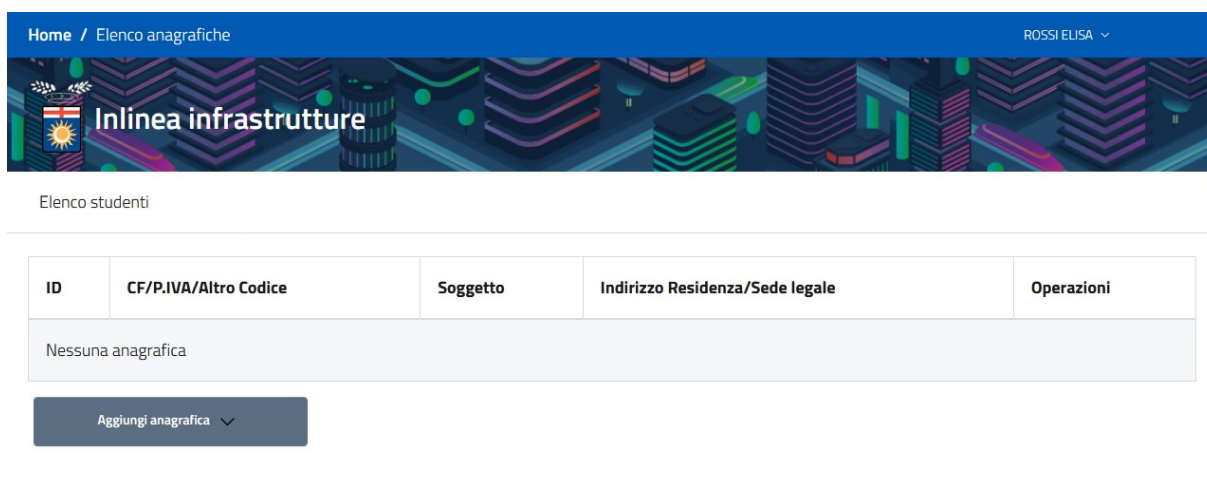 Home / Elenco anagrafiche ROSSI ELISA
Inlinea infrastrutture
Elenco studenti
ID CF/P.IVA/Altro Codice Soggetto Indirizzo Residenza/Sede legale Operazioni
Nessuna anagrafica
Aggiungi anagrafica